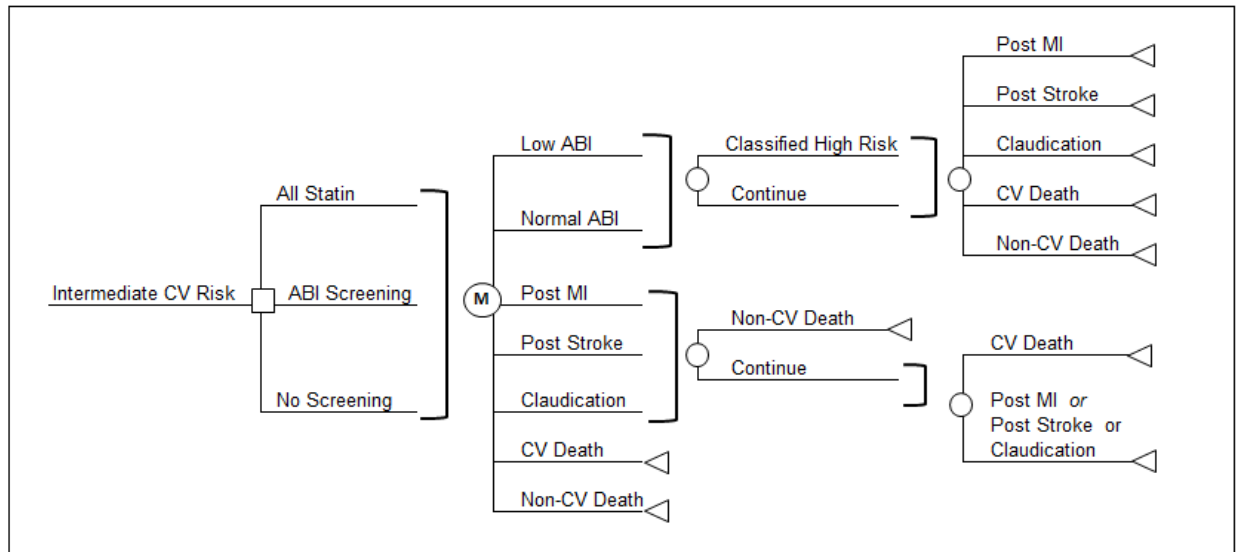 Intermediate CV Risk
All Statin
ABI Screening
No Screening
M
Low ABI
Normal ABI
Post MI
Post Stroke
Claudication
CV Death
Non-CV Death
Classified High Risk
Continue
Non-CV Death
Continue
Post MI
Post Stroke
Claudication
CV Death
Non-CV Death
CV Death
Post MI or
Post Stroke or
Claudication